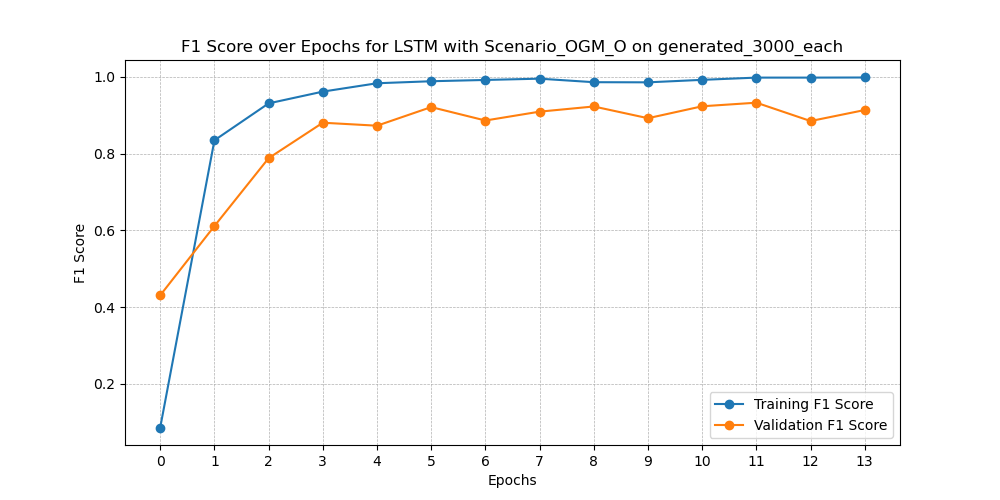 F1 Score over Epochs for LSTM with Scenario_OGM_O on generated_3000_each
1.0
0.8
0.6
0.4
0.2
F1 Score
0 1 2 3 4 5 6 7 8 9 10 11 12 13
Epochs
Training F1 Score
Validation F1 Score